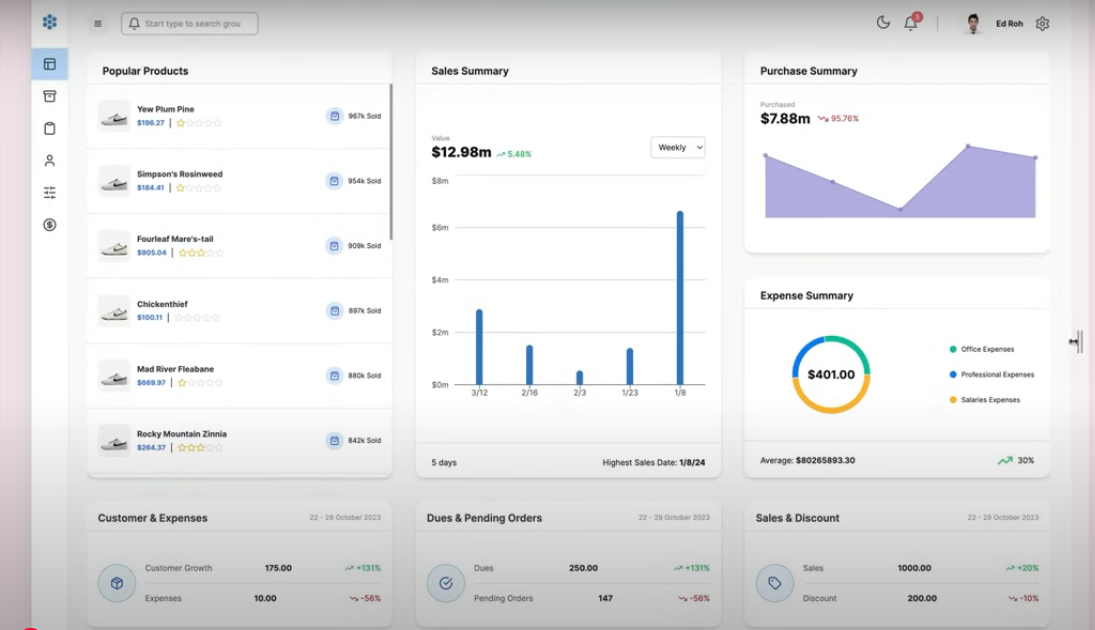 Start type to search grou
3
Ed Roh
Popular Products
Yew Plum Pine
$196.27 |
967k Sold
Simpson's Rosinweed
$184.41 |
954k Sold
Fourleaf Mare's-tail
$905.04 |
909k Sold
Chickenthief
$100.11 |
897k Sold
Mad River Fleabane
$669.97 |
880k Sold
Rocky Mountain Zinnia
$264.37 |
842k Sold
Sales Summary
Value
$12.98m 5.48%
Weekly
$8m
$6m
$4m
$2m
$0m
3/12 2/16 2/3 1/23 1/8
5 days Highest Sales Date: 1/8/24
Purchase Summary
Purchased
$7.88m 95.76%
Expense Summary
$401.00
Office Expenses
Professional Expenses
Salaries Expenses
Average: $80265893.30 30%
Customer & Expenses 22 - 29 October 2023
Customer Growth 175.00 +131%
Expenses 10.00 -56%
Dues & Pending Orders 22 - 29 October 2023
Dues 250.00 +131%
Pending Orders 147 -56%
Sales & Discount 22 - 29 October 2023
Sales 1000.00 +20%
Discount 200.00 -10%